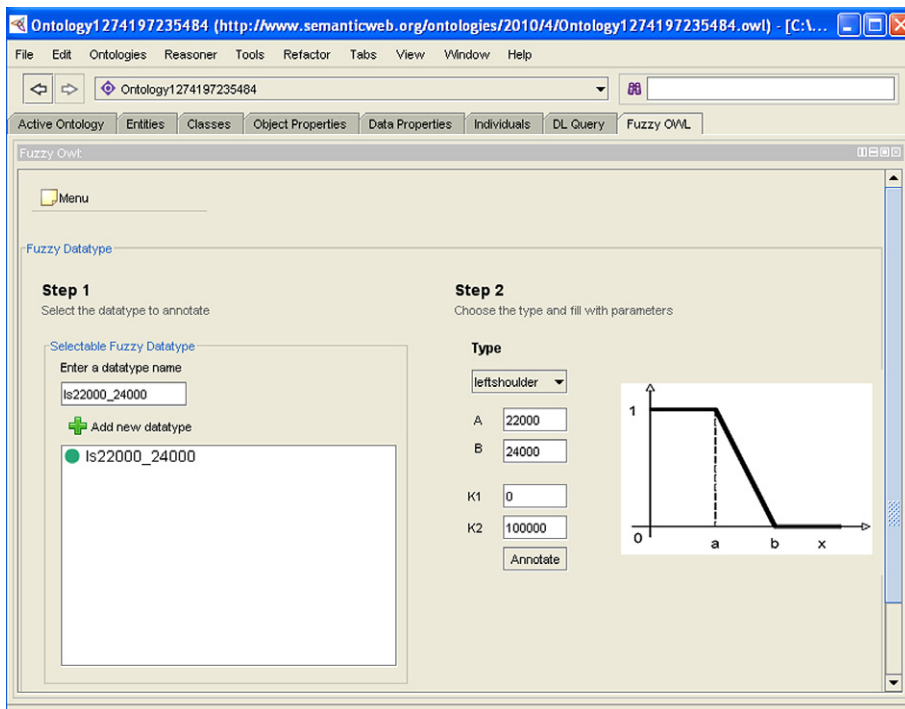 Ontology1274197235484 (http://www.semanticweb.org/ontologies/2010/4/Ontology1274197235484.owl) - [C:\...
File Edit Ontologies Reasoner Tools Refactor Tabs View Window Help
Ontology1274197235484
Active Ontology Entities Classes Object Properties Data Properties Individuals DL Query Fuzzy OWL
Fuzzy Owl:
Menu
Fuzzy Datatype
Step 1
Select the datatype to annotate
Selectable Fuzzy Datatype
Enter a datatype name
ls22000_24000
Add new datatype
ls22000_24000
Step 2
Choose the type and fill with parameters
Type
leftshoulder
A 22000
B 24000
K1 0
K2 100000
Annotate
1
0 a b x